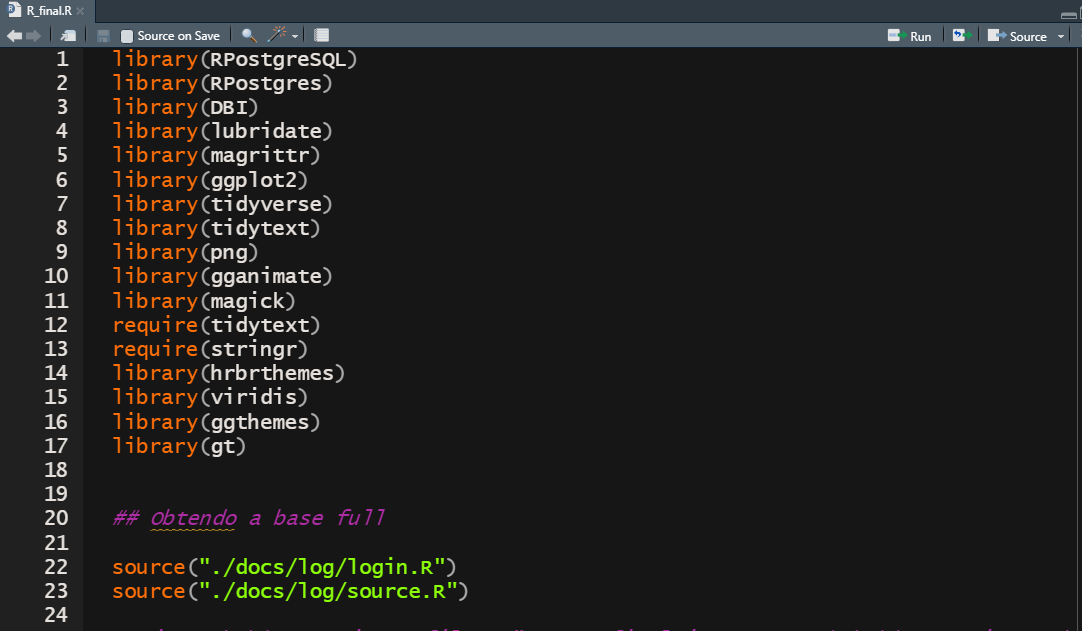 R_final.R
Source on Save
Run
Source
1 library(RPostgreSQL)
2 library(RPostgres)
3 library(DBI)
4 library(lubridate)
5 library(magrittr)
6 library(ggplot2)
7 library(tidyverse)
8 library(tidytext)
9 library(png)
10 library(gganimate)
11 library(magick)
12 require(tidytext)
13 require(stringr)
14 library(hrbrthemes)
15 library(viridis)
16 library(ggthemes)
17 library(gt)
18
19
20 ## Obtendo a base full
21
22 source("./docs/log/login.R")
23 source("./docs/log/source.R")
24